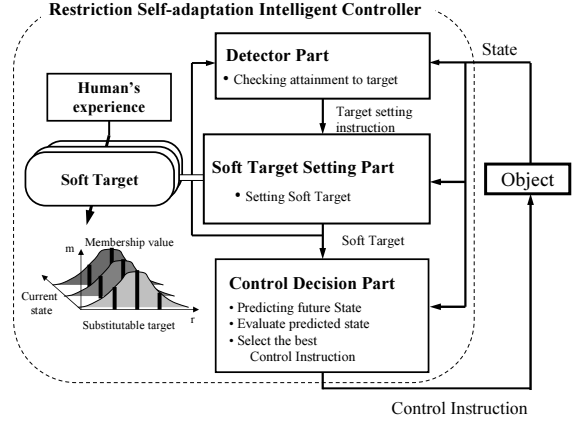 Restriction Self-adaptation Intelligent Controller
Detector Part
• Checking attainment to target
State
Human's
experience
Target setting
instruction
Soft Target
Soft Target Setting Part
• Setting Soft Target
Object
Soft Target
m
Membership value
Current
state
Substitutable target
r
Control Decision Part
• Predicting future State
• Evaluate predicted state
• Select the best
Control Instruction
Control Instruction